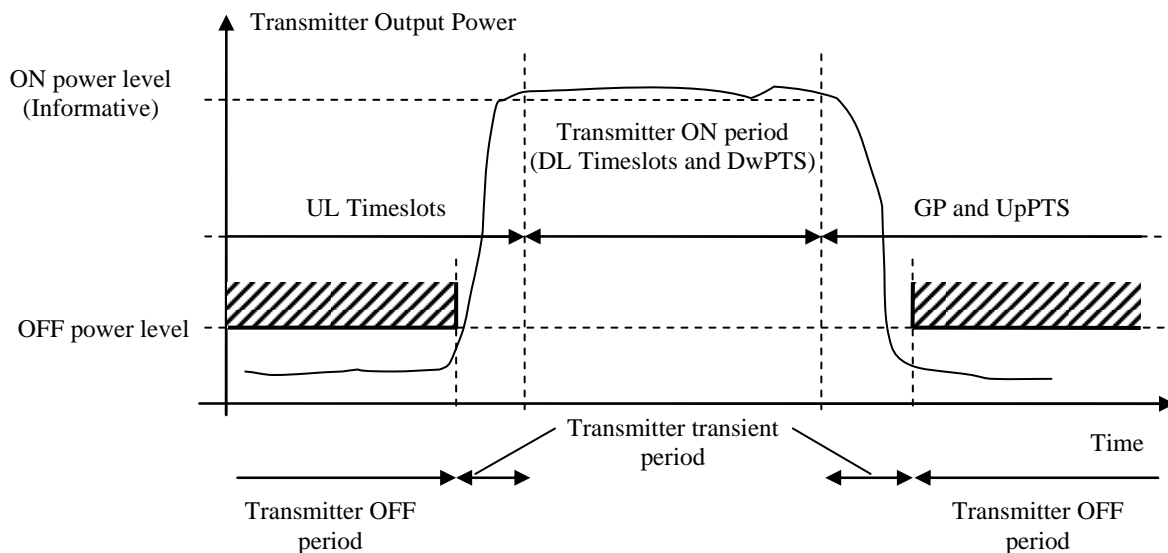 Transmitter Output Power
ON power level
(Informative)
Transmitter ON period
(DL Timeslots and DwPTS)
UL Timeslots
GP and UpPTS
OFF power level
Transmitter transient
period
Time
Transmitter OFF
period
Transmitter OFF
period